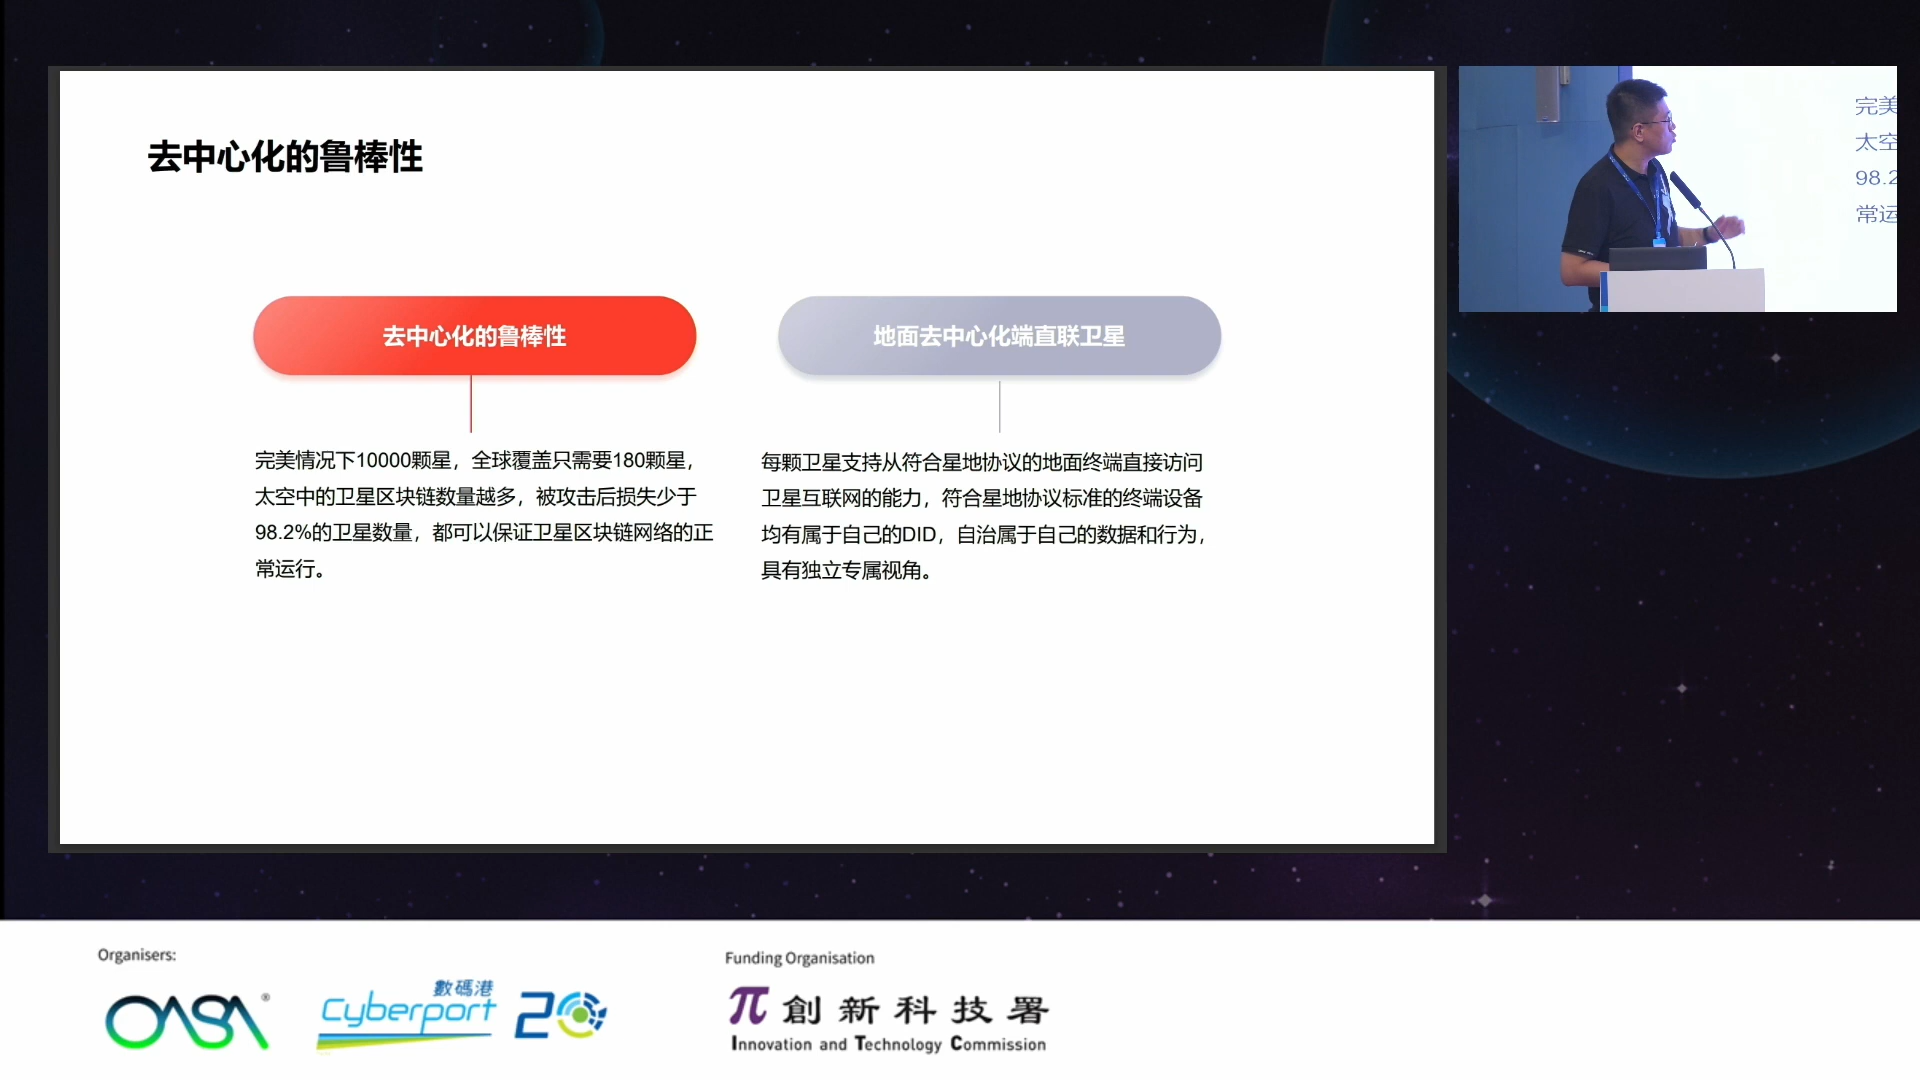 去中心化的鲁棒性
去中心化的鲁棒性
完美情况下10000颗星，全球覆盖只需要180颗星，
太空中的卫星区块链数量越多，被攻击后损失少于
98.2%的卫星数量，都可以保证卫星区块链网络的正
常运行。
地面去中心化端直联卫星
每颗卫星支持从符合星地协议的地面终端直接访问
卫星互联网的能力，符合星地协议标准的终端设备
均有属于自己的DID，自治属于自己的数据和行为，
具有独立专属视角。
完美
太空
98.2
常运
Organisers:
OASA®
數碼港
Cyberport
20
Funding Organisation
創新科技署
Innovation and Technology Commission